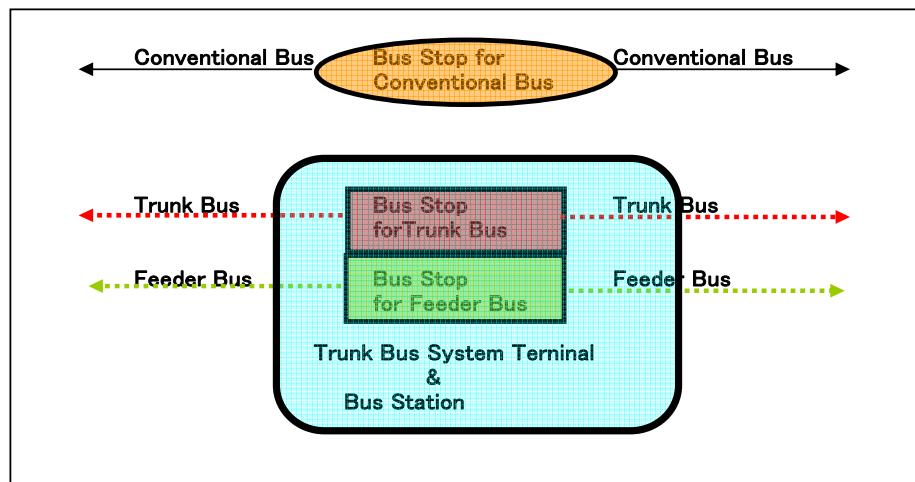 Conventional Bus
Bus Stop for
Conventional Bus
Conventional Bus
Trunk Bus
Bus Stop
forTrunk Bus
Trunk Bus
Feeder Bus
Bus Stop
for Feeder Bus
Feeder Bus
Trunk Bus System Terninal
&
Bus Station